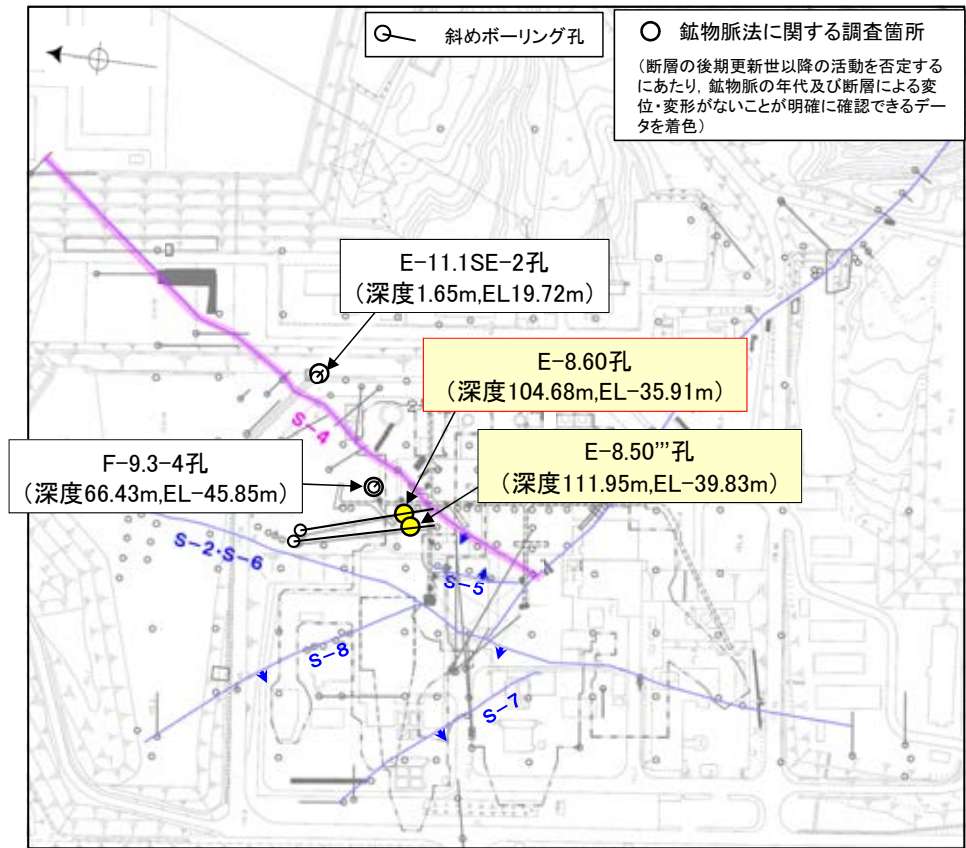 斜めボーリング孔
鉱物脈法に関する調査箇所
(断層の後期更新世以降の活動を否定する
にあたり，鉱物脈の年代及び断層による変
位・変形がないことが明確に確認できるデー
タを着色)
E-11.1SE-2孔
(深度1.65m,EL19.72m)
E-8.60孔
(深度104.68m,EL-35.91m)
S-4
E-8.50'''孔
(深度111.95m,EL-39.83m)
F-9.3-4孔
(深度66.43m,EL-45.85m)
S-2・S-6
S-5
S-8
S-7